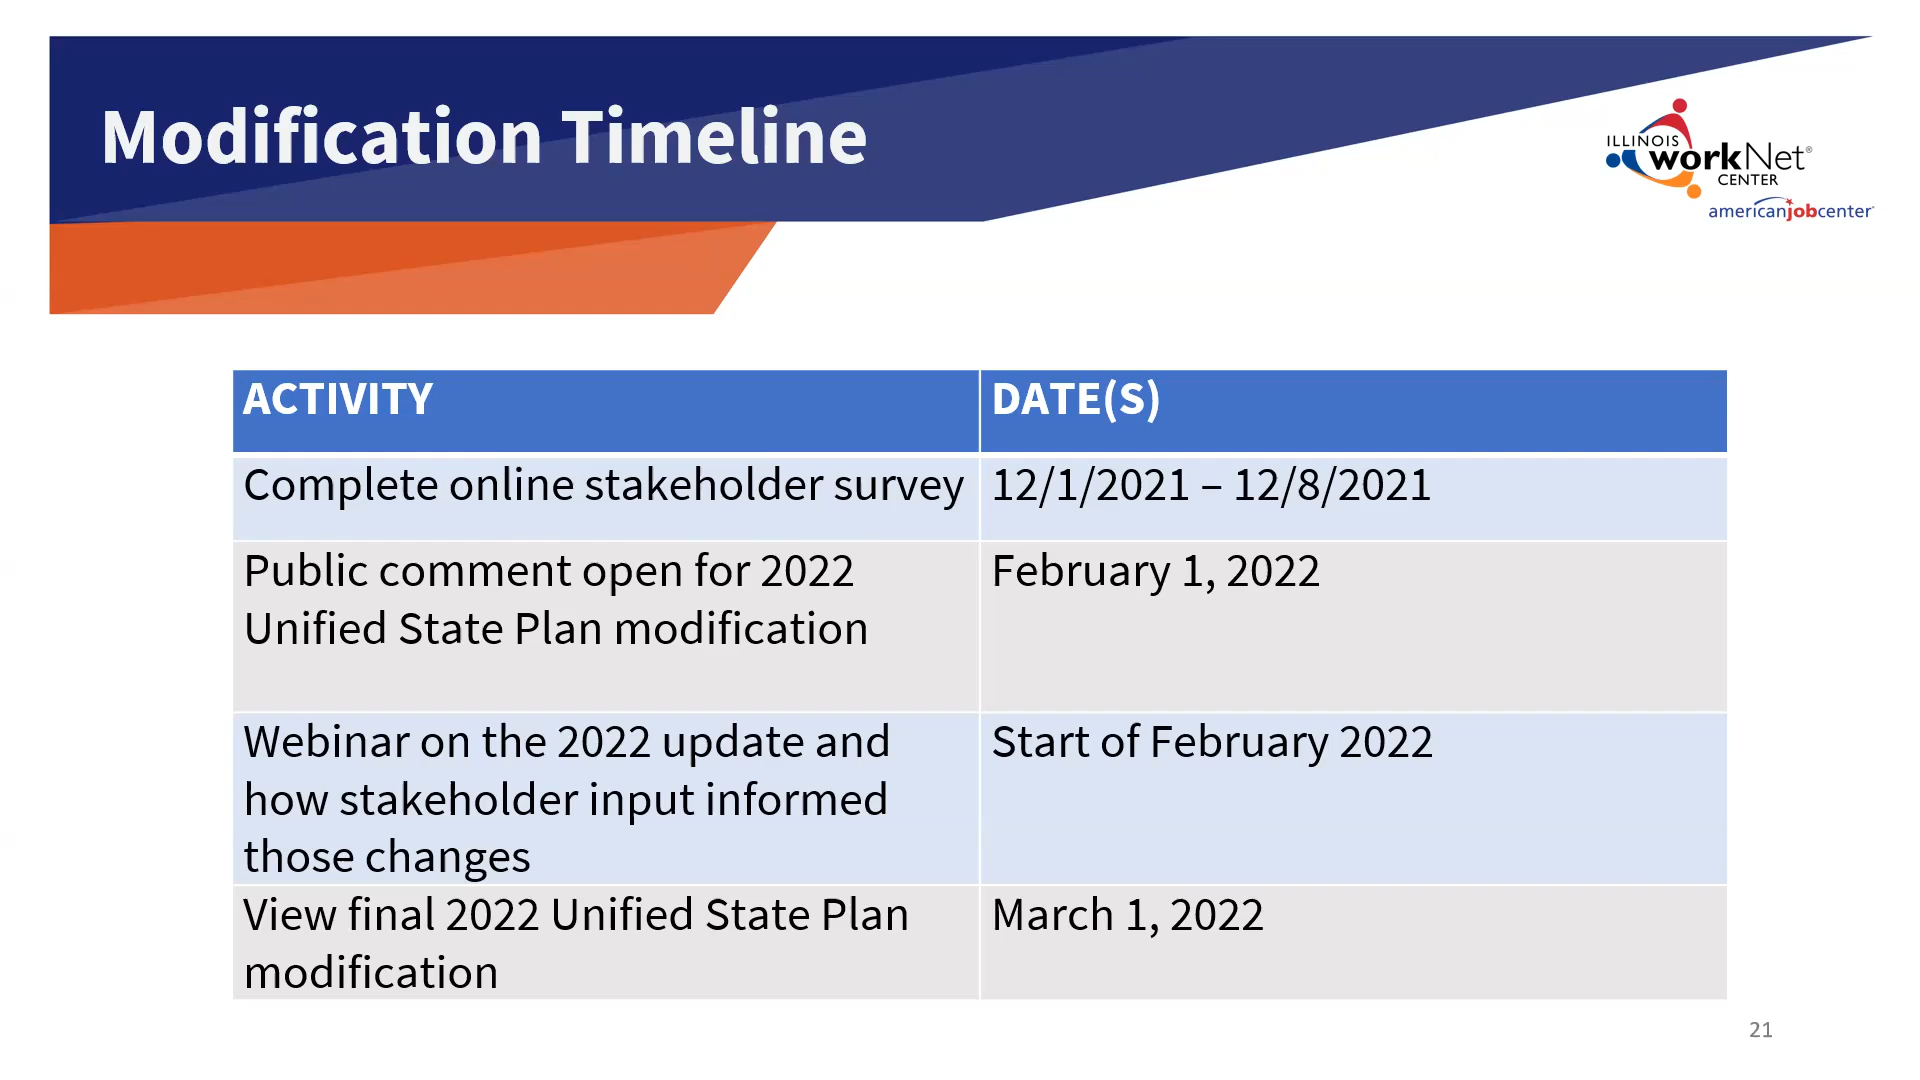 Modification Timeline
ILLINOIS
workNet®
CENTER
americanjobcenter
ACTIVITY
DATE(S)
Complete online stakeholder survey
12/1/2021 – 12/8/2021
Public comment open for 2022
Unified State Plan modification
February 1, 2022
Webinar on the 2022 update and
how stakeholder input informed
those changes
Start of February 2022
View final 2022 Unified State Plan
modification
March 1, 2022
21